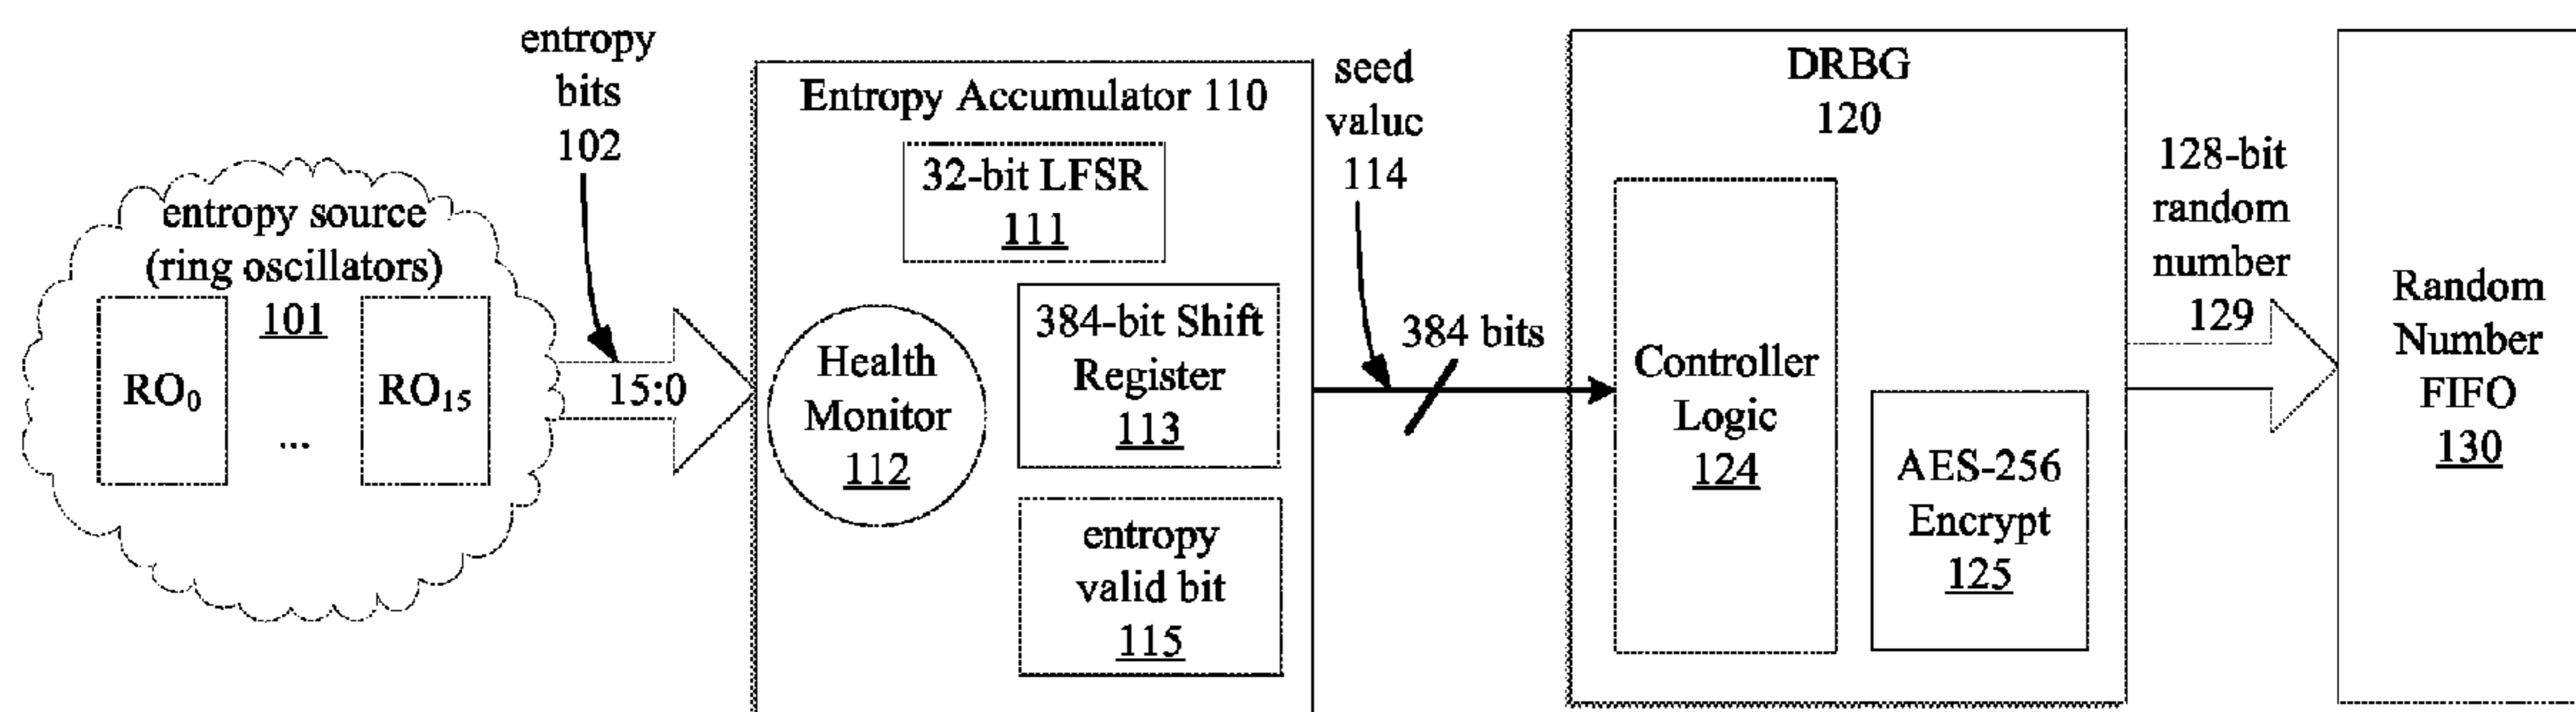 entropy
bits
102
entropy source
(ring oscillators)
101
RO₀
...
RO₁₅
15:0
Entropy Accumulator 110
32-bit LFSR
111
Health
Monitor
112
384-bit Shift
Register
113
entropy
valid bit
115
seed
value
114
384 bits
DRBG
120
Controller
Logic
124
AES-256
Encrypt
125
128-bit
random
number
129
Random
Number
FIFO
130